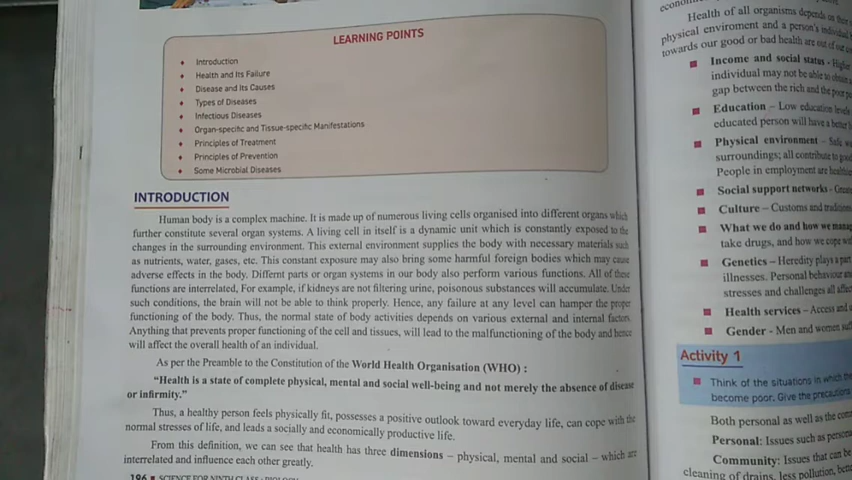 LEARNING POINTS
Introduction
Health and Its Failure
Disease and Its Causes
Types of Diseases
Infectious Diseases
Organ-specific and Tissue-specific Manifestations
Principles of Treatment
Principles of Prevention
Some Microbial Diseases
INTRODUCTION
Human body is a complex machine. It is made up of numerous living cells organised into different organs which
further constitute several organ systems. A living cell in itself is a dynamic unit which is constantly exposed to the
changes in the surrounding environment. This external environment supplies the body with necessary materials such
as nutrients, water, gases, etc. This constant exposure may also bring some harmful foreign bodies which may cause
adverse effects in the body. Differnt parts or organ systems in our body also perform various functions. All of these
functions are interrelated, For example, if kidneys are not filtering urine, poisonous substances will accumulate. Under
such conditions, the brain will not be able to think properly. Hence, any failure at any level can hamper the proper
functioning of the body. Thus, the normal state of body activities depends on various external and internal factors.
Anything that prevents proper functioning of the cell and tissues, will lead to the malfunctioning of the body and hence
will affect the overall health of an individual.
As per the Preamble to the Constitution of the World Health Organisation (WHO) :
“Health is a state of complete physical, mental and social well-being and not merely the absence of disease
or infirmity.”
Thus, a healthy person feels physically fit, possesses a positive outlook toward everyday life, can cope with the
normal stresses of life, and leads a socially and economically productive life.
From this definition, we can see that health has three dimensions – physical, mental and social – which are
interrelated and influence each other greatly.
196 ■ SCIENCE FOR NINTH CLASS : BIOLOGY
Health of all organisms depends on
physical enviroment and a person's individual
towards our good or bad health are out of our
Income and social status - Higher
individual may not be able to
gap between the rich and the poor
Education – Low education levels
educated person will have a better
Physical environment – Safe
surroundings; all contribute to good
People in employment are
Social support networks -
Culture – Customs and
What we do and how we
take drugs, and how we cope
Genetics – Heredity plays a part
illnesses. Personal behaviour
stresses and challenges all
Health services – Access and
Gender - Men and women
Activity 1
Think of the situations in which
become poor. Give the precautions
Both personal as well as the
Personal: Issues such as
Community: Issues that can be
cleaning of drains, less pollution,